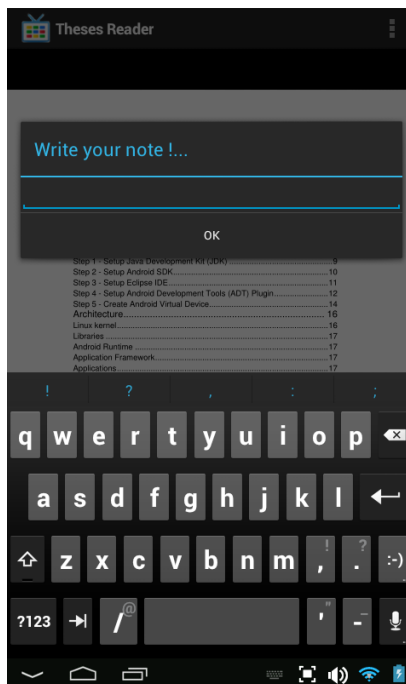 Theses Reader
Write your note !...
OK
Step 1 - Setup Java Development Kit (JDK)..........9
Step 2 - Setup Android SDK..........10
Step 3 - Setup Eclipse IDE..........11
Step 4 - Setup Android Development Tools (ADT) Plugin..........12
Step 5 - Create Android Virtual Device..........14
Architecture.......... 16
Linux kernel..........16
Libraries ..........17
Android Runtime ..........17
Application Framework..........17
Applications..........17
! ? , : ;
q w e r t y u i o p
a s d f g h j k l
! ?
z x c v b n m , . :-)
@ " _
?123 / ' -